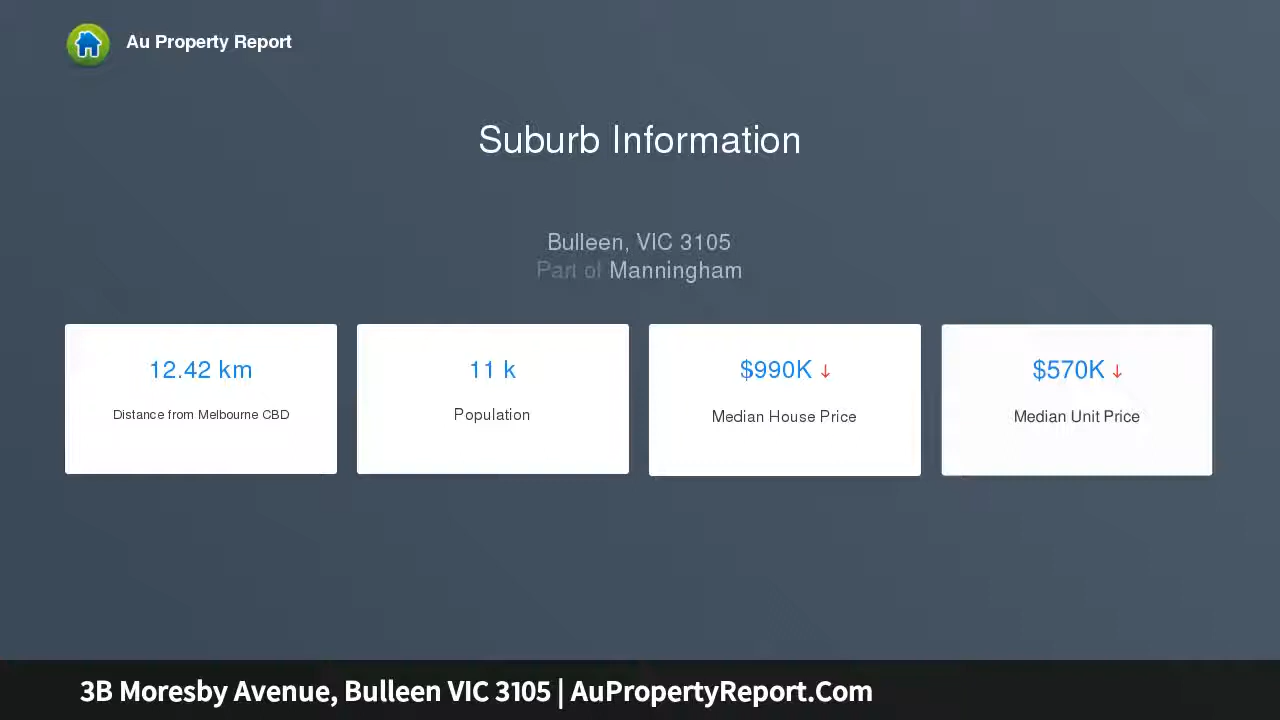 Au Property Report
Suburb Information
Bulleen, VIC 3105
Part of Manningham
12.42 km
Distance from Melbourne CBD
11 k
Population
$990K ↓
Median House Price
$570K ↓
Median Unit Price
3B Moresby Avenue, Bulleen VIC 3105 | AuPropertyReport.Com